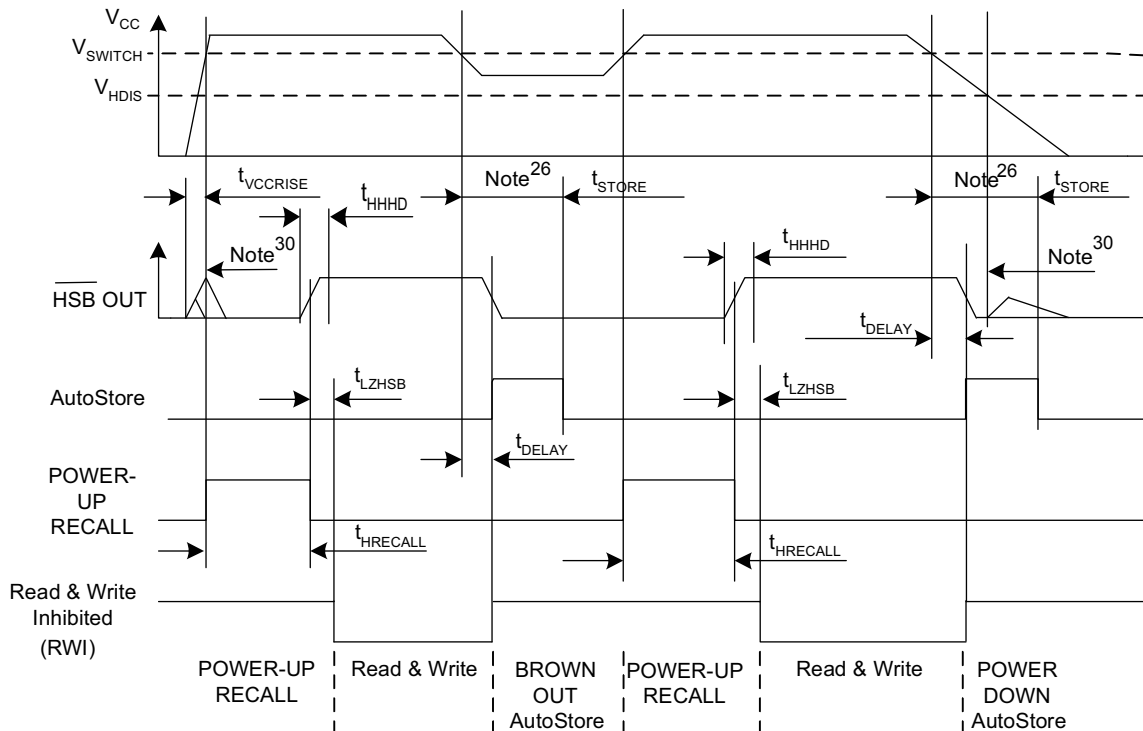 VCC
VSWITCH
VHDIS
tVCCRISE
Note26
tSTORE
Note26
tSTORE
tHHHD
Note30
tHHHD
Note30
HSB OUT
tDELAY
AutoStore
tLZHSB
tLZHSB
tDELAY
POWER-
UP
RECALL
tHRECALL
tHRECALL
Read & Write
Inhibited
(RWI)
POWER-UP
RECALL
Read & Write
BROWN
OUT
AutoStore
POWER-UP
RECALL
Read & Write
POWER
DOWN
AutoStore